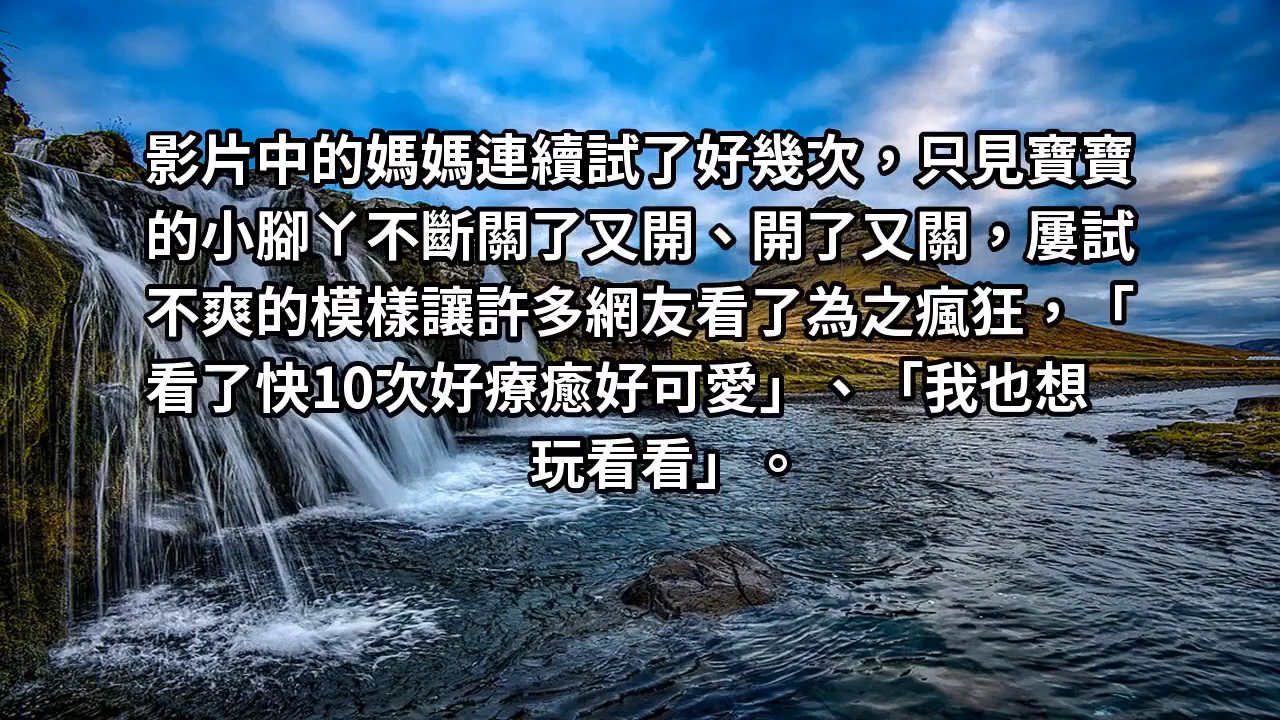 影片中的媽媽連續試了好幾次，只見寶寶
的小腳丫不斷關了又開、開了又關，屢試
不爽的模樣讓許多網友看了為之瘋狂，「
看了快10次好療癒好可愛」、「我也想
玩看看」。